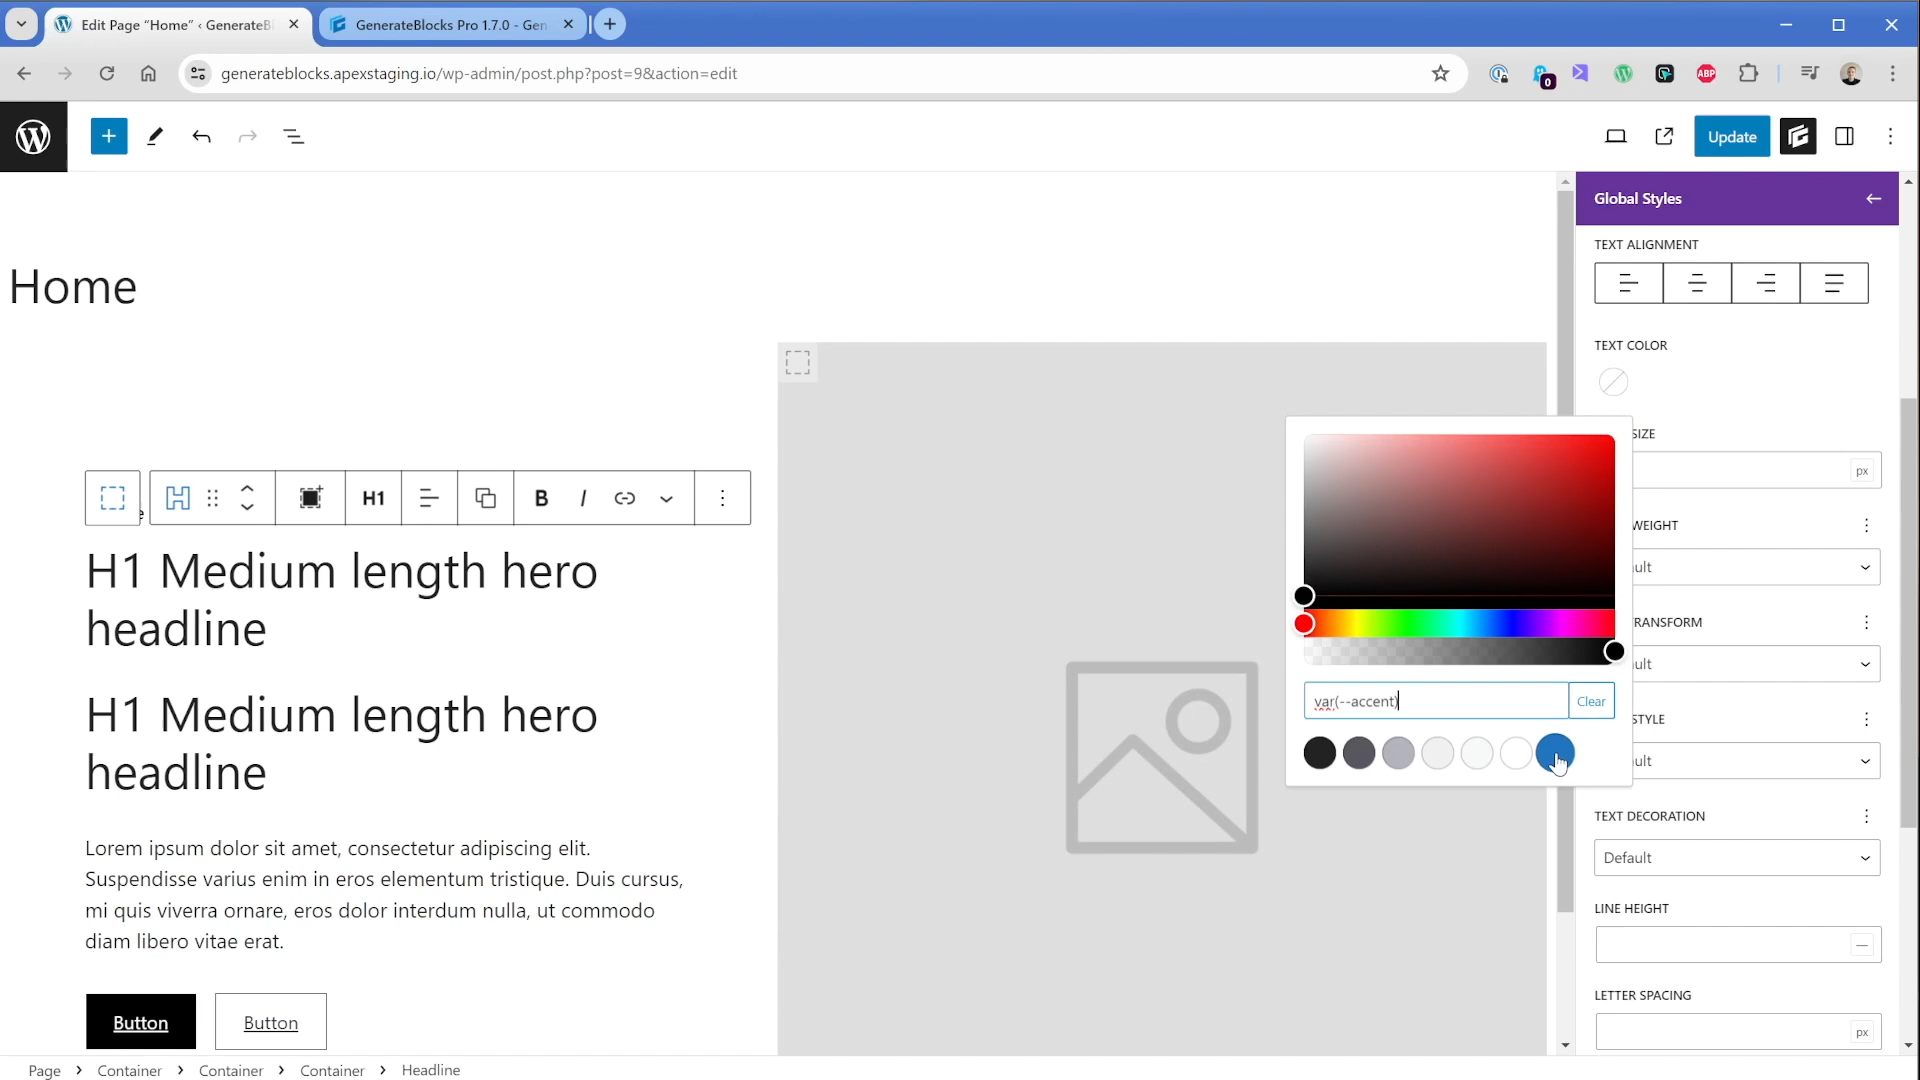 Edit Page “Home” ‹ GenerateB
GenerateBlocks Pro 1.7.0 - Gen
generateblocks.apexstaging.io/wp-admin/post.php?post=9&action=edit
0
ABP
Update
Global Styles
TEXT ALIGNMENT
Home
TEXT COLOR
SIZE
px
H1
B
I
e
WEIGHT
ult
H1 Medium length hero
headline
TRANSFORM
ult
var(--accent)
Clear
H1 Medium length hero
headline
STYLE
ult
TEXT DECORATION
Default
Lorem ipsum dolor sit amet, consectetur adipiscing elit.
Suspendisse varius enim in eros elementum tristique. Duis cursus,
mi quis viverra ornare, eros dolor interdum nulla, ut commodo
diam libero vitae erat.
LINE HEIGHT
—
LETTER SPACING
px
Button
Button
Page › Container › Container › Container › Headline